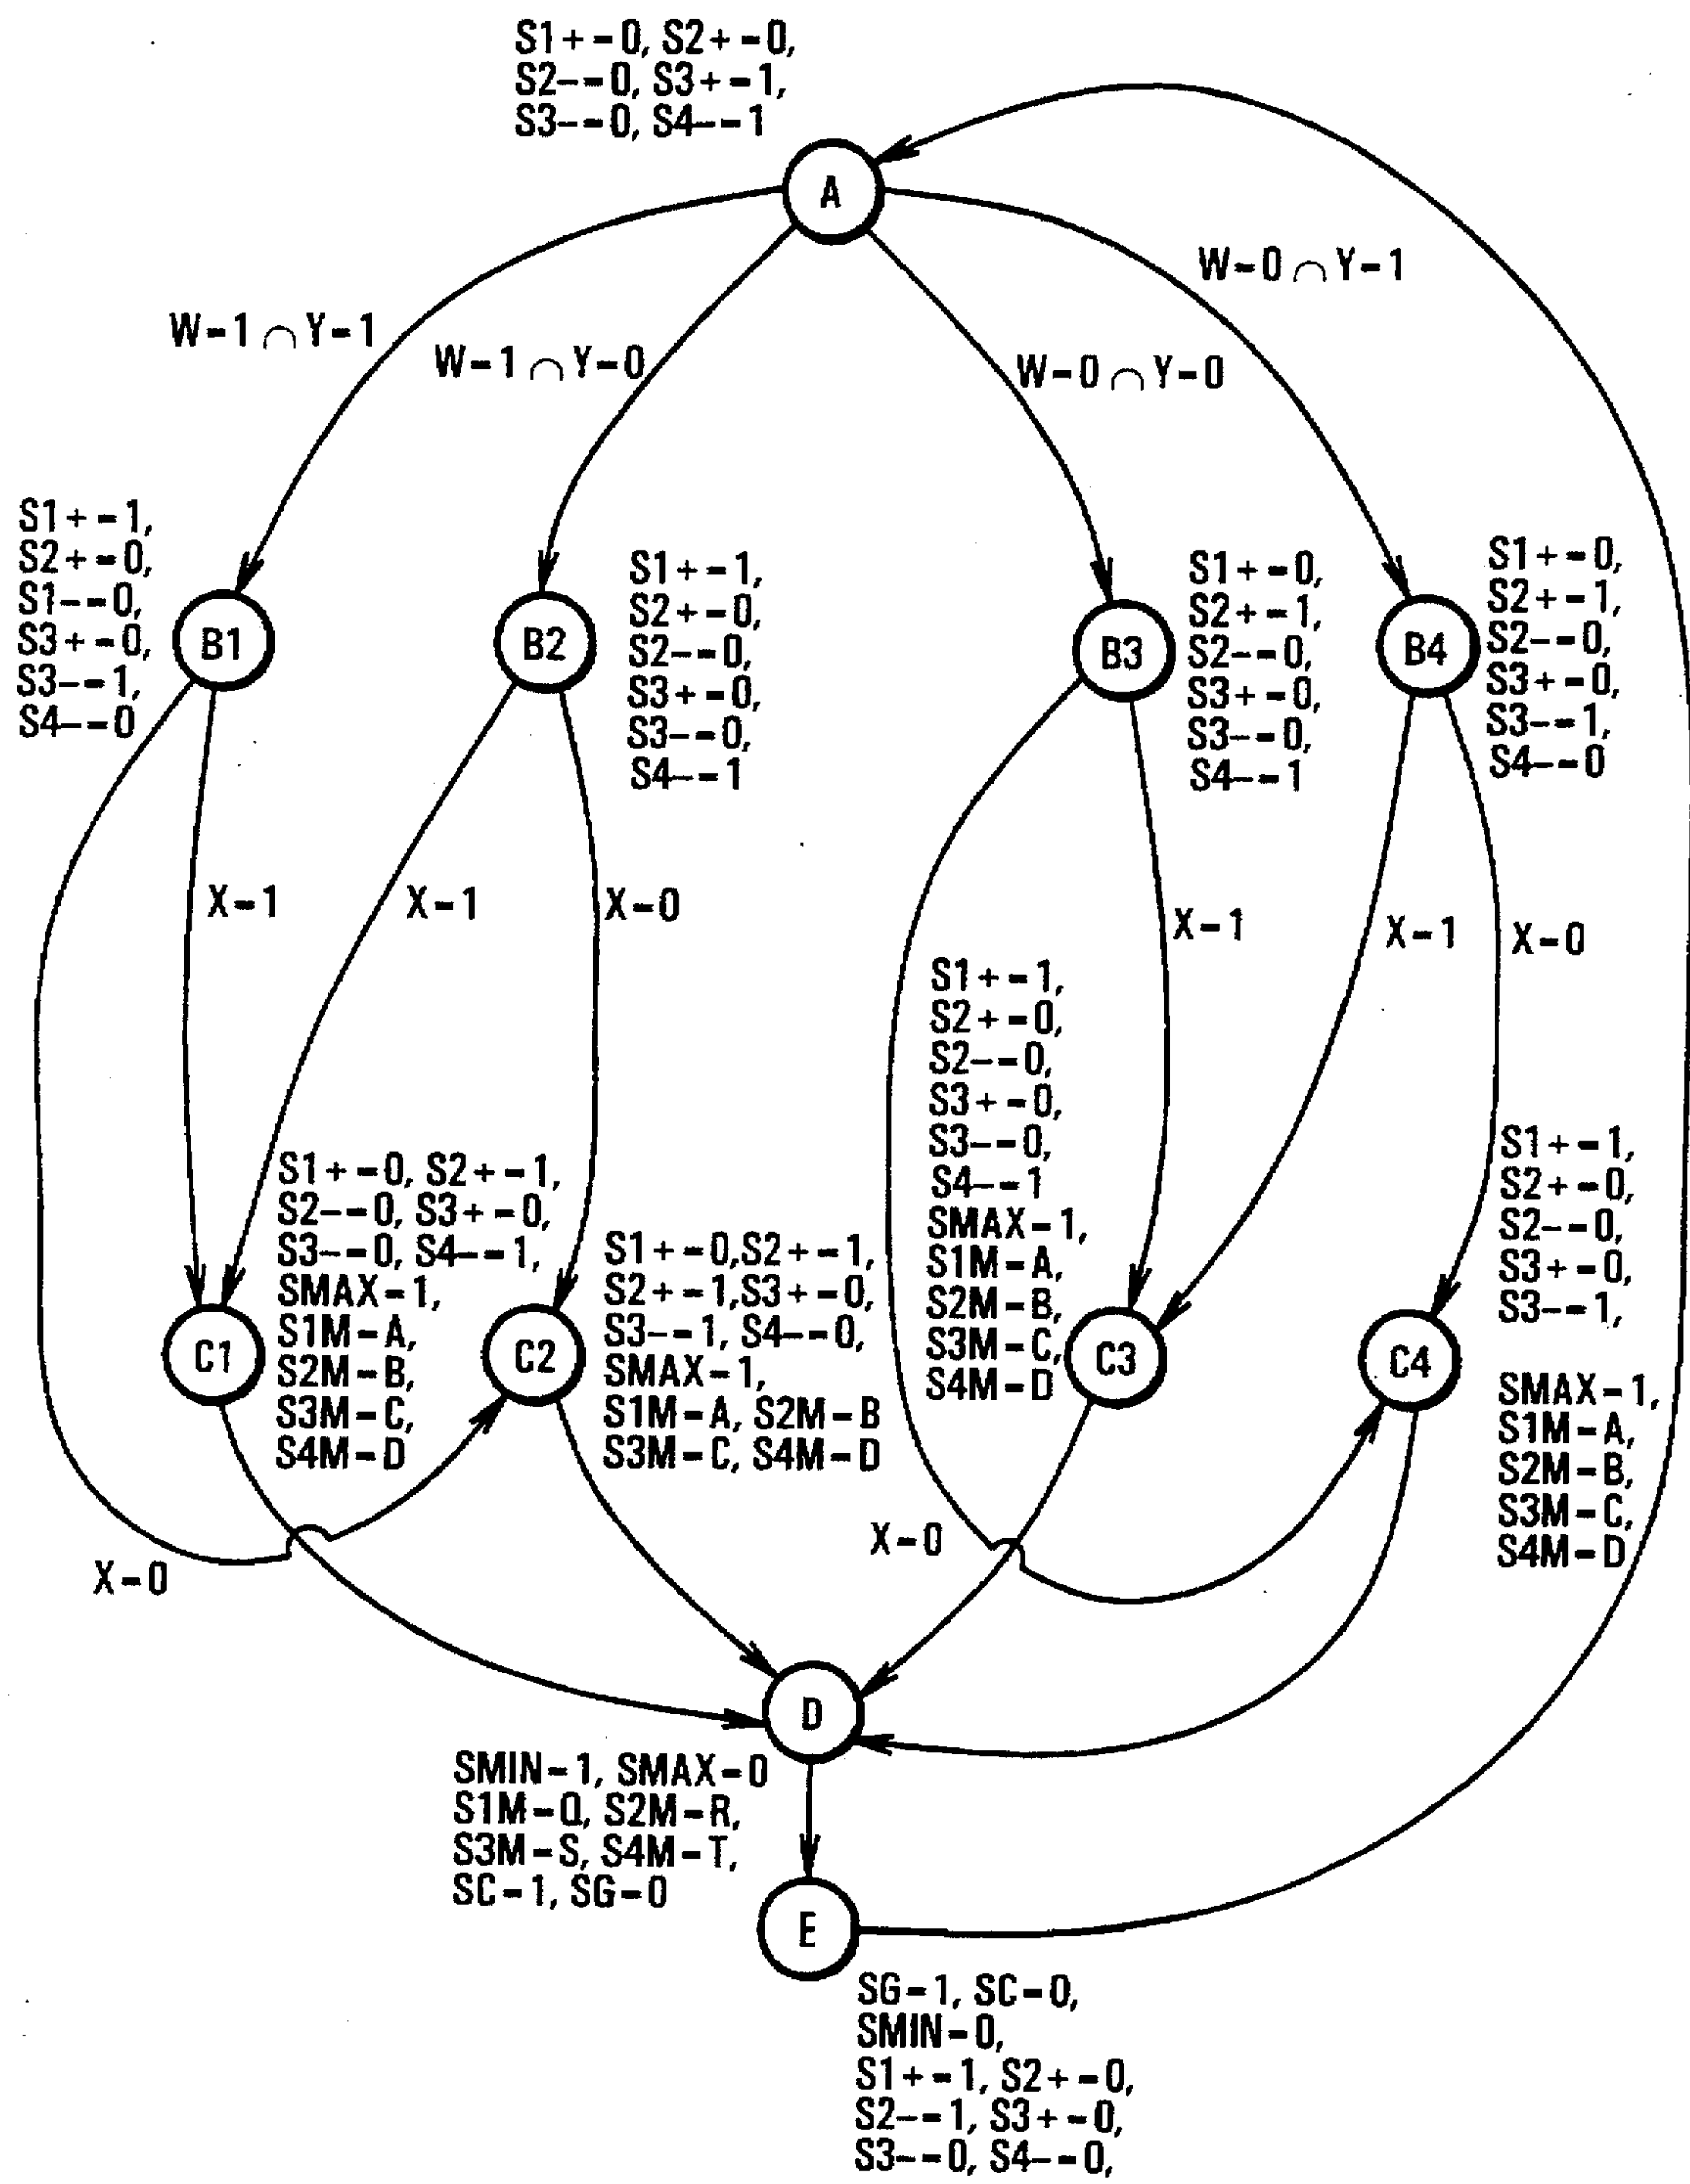 S1+=0, S2+=0,
S2-=0, S3+=1,
S3-=0, S4-=1
A
W=0∩Y=1
W=1∩Y=1
W=1∩Y=0
W=0∩Y=0
S1+=1,
S2+=0,
S1-=0,
S3+=0,
S3-=1,
S4-=0
B1
B2
S1+=1,
S2+=0,
S2-=0,
S3+=0,
S3-=0,
S4-=1
B3
S1+=0,
S2+=1,
S2-=0,
S3+=0,
S3-=0,
S4-=1
B4
S1+=0,
S2+=1,
S2-=0,
S3+=0,
S3-=1,
S4-=0
X=1
X=1
X=0
X=1
X=1
X=0
S1+=0, S2+=1,
S2-=0, S3+=0,
S3-=0, S4-=1,
SMAX=1,
S1M=A,
S2M=B,
S3M=C,
S4M=D
C1
C2
S1+=0,S2+=1,
S2+=1,S3+=0,
S3-=1, S4-=0,
SMAX=1,
S1M=A, S2M=B
S3M=C, S4M=D
S1+=1,
S2+=0,
S2-=0,
S3+=0,
S3-=0,
S4-=1
SMAX=1,
S1M=A,
S2M=B,
S3M=C,
S4M=D
C3
C4
S1+=1,
S2+=0,
S2-=0,
S3+=0,
S3-=1,
SMAX=1,
S1M=A,
S2M=B,
S3M=C,
S4M=D
X=0
X=0
D
SMIN=1, SMAX=0
S1M=Q, S2M=R,
S3M=S, S4M=T,
SC=1, SG=0
E
SG=1, SC=0,
SMIN=0,
S1+=1, S2+=0,
S2-=1, S3+=0,
S3-=0, S4-=0,